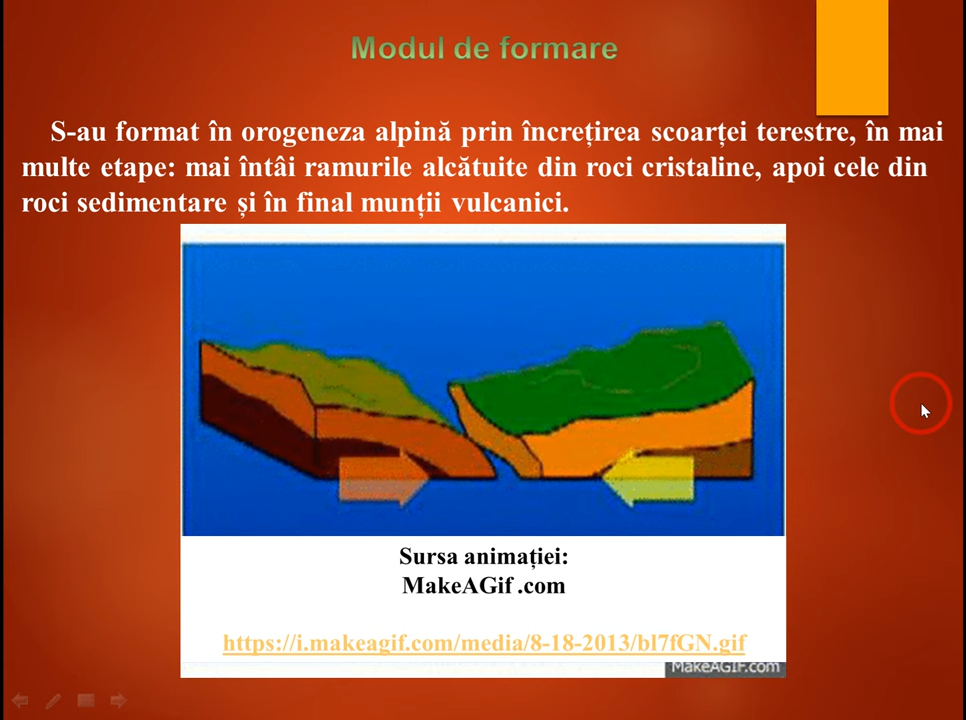 Modul de formare
S-au format în orogeneza alpină prin încrețirea scoarței terestre, în mai
multe etape: mai întâi ramurile alcătuite din roci cristaline, apoi cele din
roci sedimentare și în final munții vulcanici.
Sursa animației:
MakeAGif .com
https://i.makeagif.com/media/8-18-2013/bl7fGN.gif
MakeAGIF.com